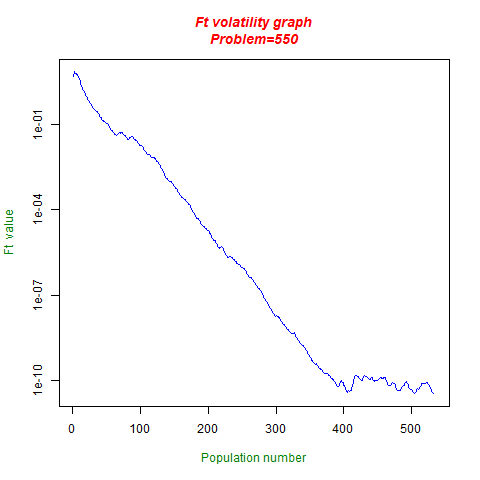 Ft volatility graph
Problem=550
Ft value
1e-01
1e-04
1e-07
1e-10
0 100 200 300 400 500
Population number